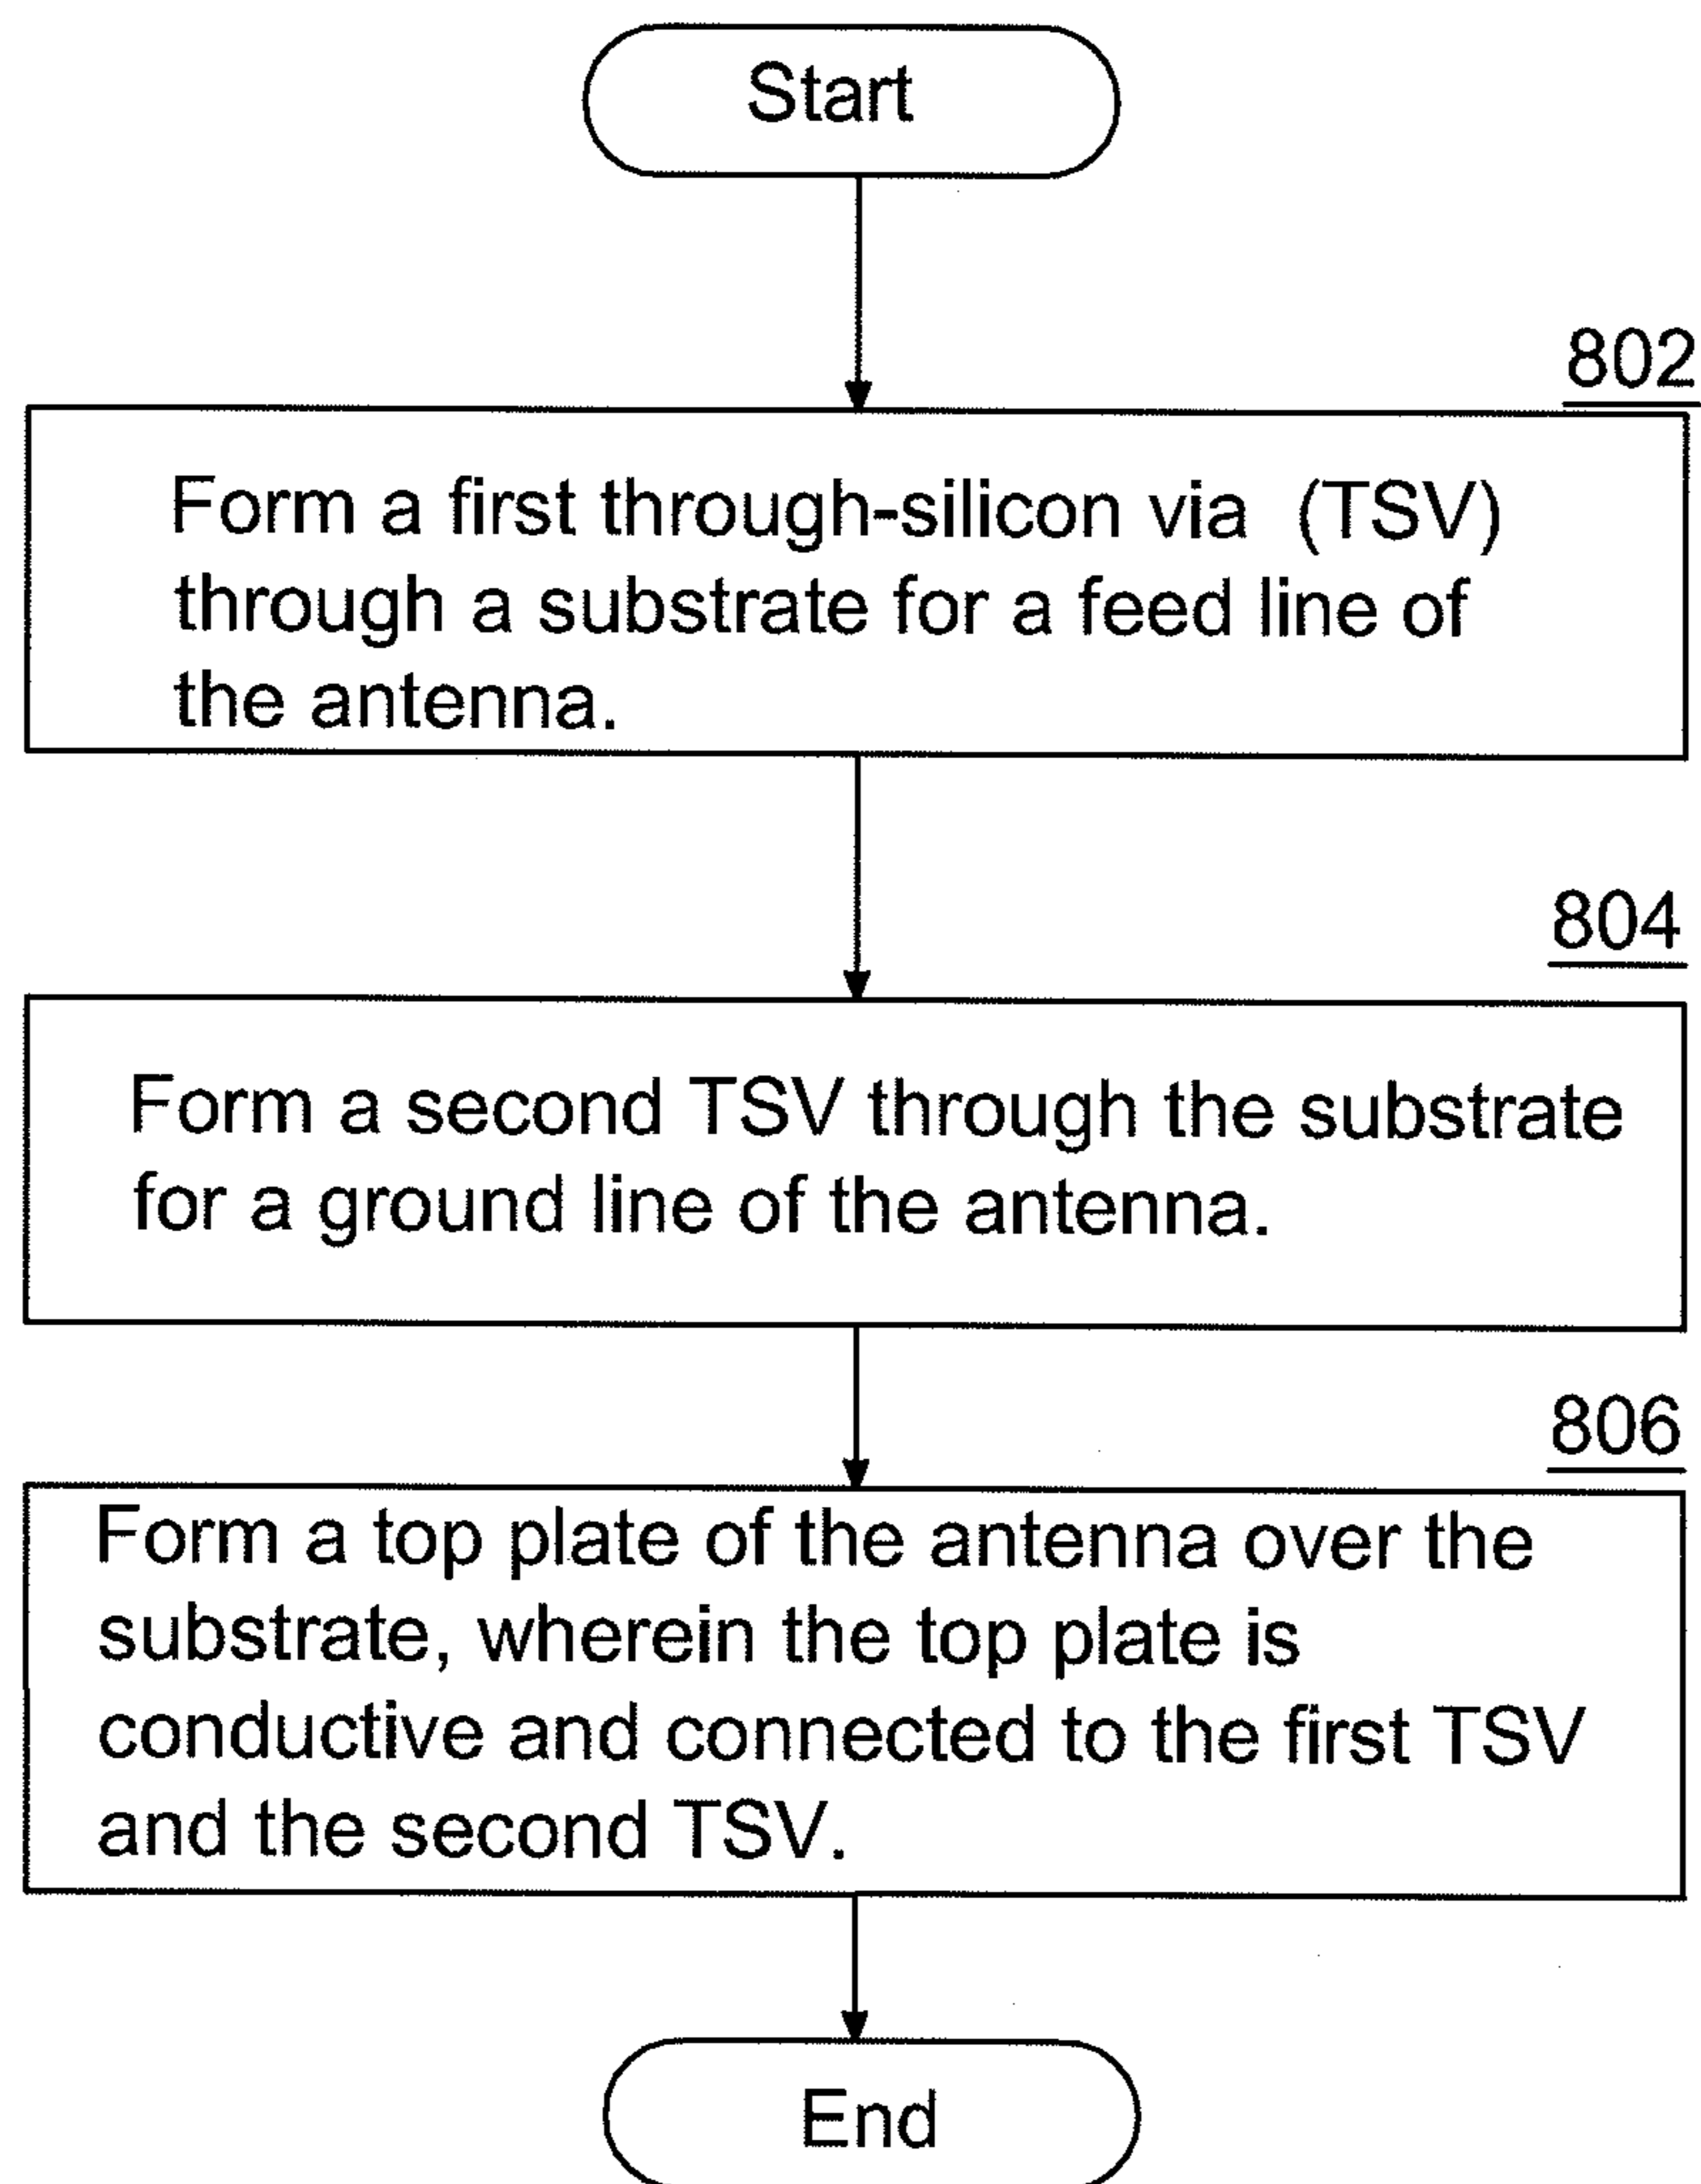 Start
802
Form a first through-silicon via (TSV)
through a substrate for a feed line of
the antenna.
804
Form a second TSV through the substrate
for a ground line of the antenna.
806
Form a top plate of the antenna over the
substrate, wherein the top plate is
conductive and connected to the first TSV
and the second TSV.
End